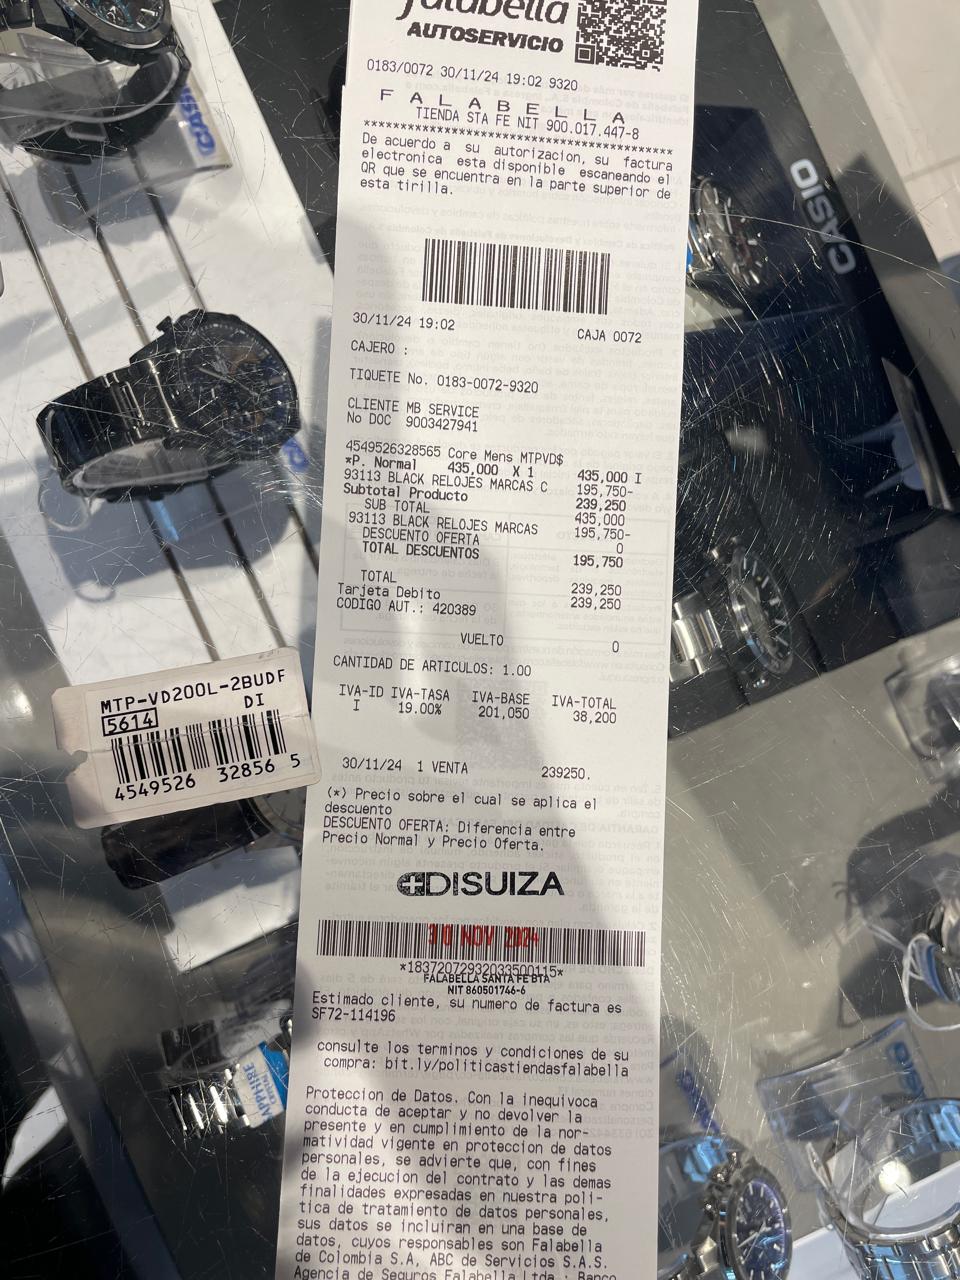 falabella
AUTOSERVICIO
0183/0072 30/11/24 19:02 9320
F A L A B E L L A
TIENDA STA FE NIT 900.017.447-8
De acuerdo a su autorizacion, su factura
electronica esta disponible escaneando el
QR que se encuentra en la parte superior de
esta tirilla.
30/11/24 19:02 CAJA 0072
CAJERO :
TIQUETE No. 0183-0072-9320
CLIENTE MB SERVICE
No DOC 9003427941
4549526328565 Core Mens MTPVD$
*P. Normal 435,000 X 1 435,000 I
93113 BLACK RELOJES MARCAS C 195,750-
Subtotal Producto 239,250
SUB TOTAL 435,000
93113 BLACK RELOJES MARCAS 195,750-
DESCUENTO OFERTA 0
TOTAL DESCUENTOS 195,750
TOTAL 239,250
Tarjeta Debito 239,250
CODIGO AUT.: 420389
VUELTO 0
CANTIDAD DE ARTICULOS: 1.00
IVA-ID IVA-TASA IVA-BASE IVA-TOTAL
I 19.00% 201,050 38,200
30/11/24 1 VENTA 239250.
(*) Precio sobre el cual se aplica el
descuento
DESCUENTO OFERTA: Diferencia entre
Precio Normal y Precio Oferta.
DISUIZA
30 NOV 2024
*18372072932033500115*
FALABELLA SANTA FE BTA
NIT 860501746-6
Estimado cliente, su numero de factura es
SF72-114196
consulte los terminos y condiciones de su
compra: bit.ly/politicastiendasfalabella
Proteccion de Datos. Con la inequivoca
conducta de aceptar y no devolver la
presente y en cumplimiento de la nor-
matividad vigente en proteccion de datos
personales, se advierte que, con fines
de la ejecucion del contrato y las demas
finalidades expresadas en nuestra poli-
tica de tratamiento de datos personales,
sus datos se incluiran en una base de
datos, cuyos responsables son Falabella
de Colombia S.A, ABC de Servicios S.A.S.
Agencia de Seguros Falabella Ltda.; Banco
MTP-VD200L-2BUDF
5614 DI
4549526 32856 5
CASIO
CASIO
CASIO